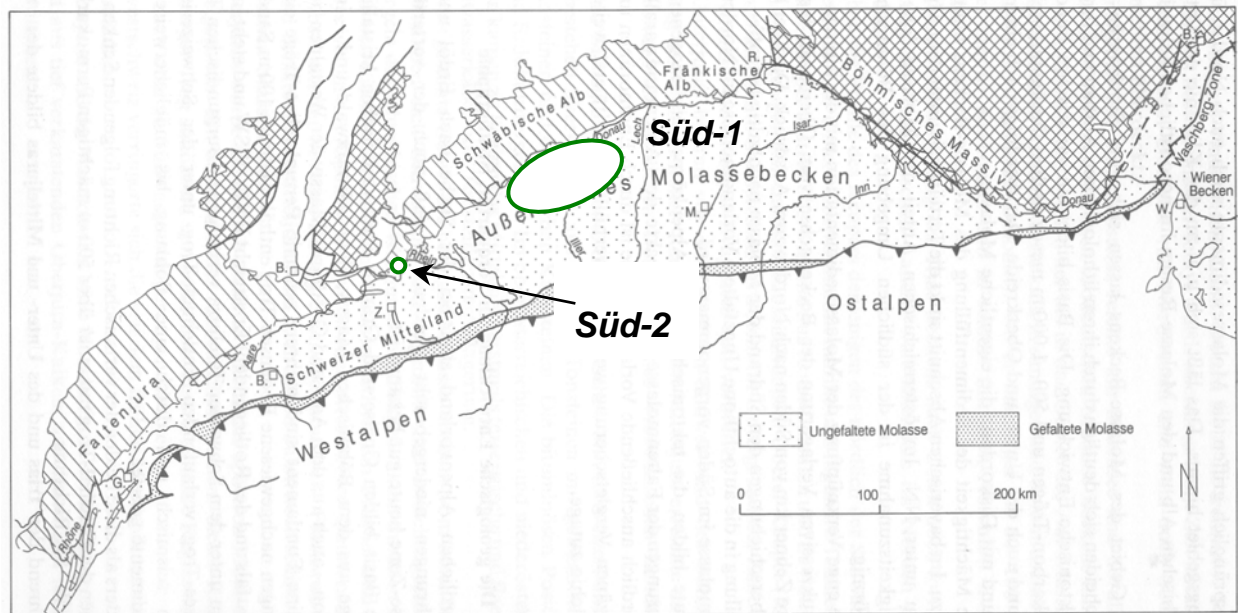 Fränkische
Alb
R.
Böhmisches Massiv
B.
Waschberg Zone
Schwäbische Alb
Donau
Lech
Süd-1
Isar
Wiener
Becken
Molassebecken
Inn
Donau
W.
M.
Iller
B.
Rhein
Z.
Süd-2
Ostalpen
Schweizer Mittelland
Aare
B.
Faltenjura
Westalpen
Ungefaltete Molasse
Gefaltete Molasse
N
G.
Rhône
0 100 200 km